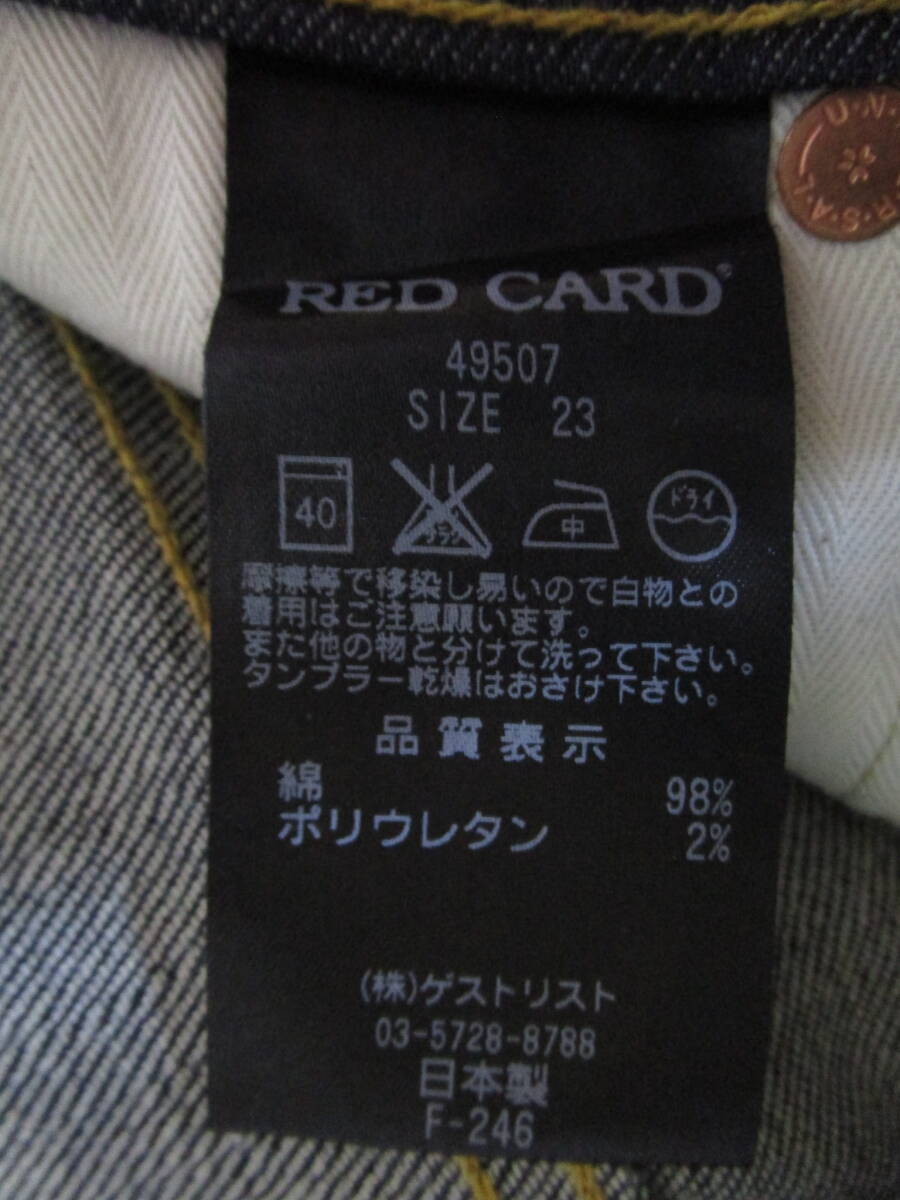 RED CARD®
49507
SIZE 23
40
中
ドライ
摩擦等で移染し易いので白物との
着用はご注意願います。
また他の物と分けて洗って下さい。
タンブラー乾燥はおさけ下さい。
品質表示
綿 98%
ポリウレタン 2%
(株)ゲストリスト
03-5728-8788
日本製
F-246
U·N·
R·S·A·L